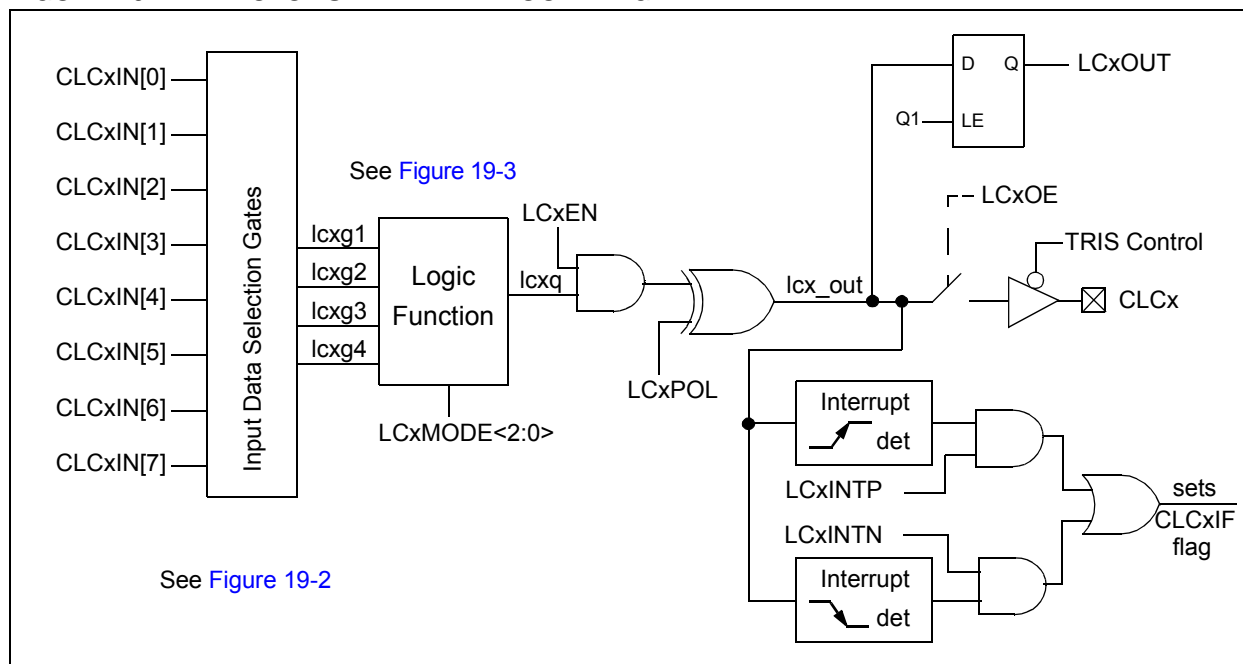 CLCxIN[0]
CLCxIN[1]
CLCxIN[2]
CLCxIN[3]
CLCxIN[4]
CLCxIN[5]
CLCxIN[6]
CLCxIN[7]
Input Data Selection Gates
See Figure 19-2
See Figure 19-3
lcxg1
lcxg2
lcxg3
lcxg4
Logic
Function
LCxMODE<2:0>
LCxEN
lcxq
LCxPOL
lcx_out
D Q
LE
Q1
LCxOUT
LCxOE
TRIS Control
CLCx
Interrupt
det
LCxINTP
LCxINTN
Interrupt
det
sets
CLCxIF
flag